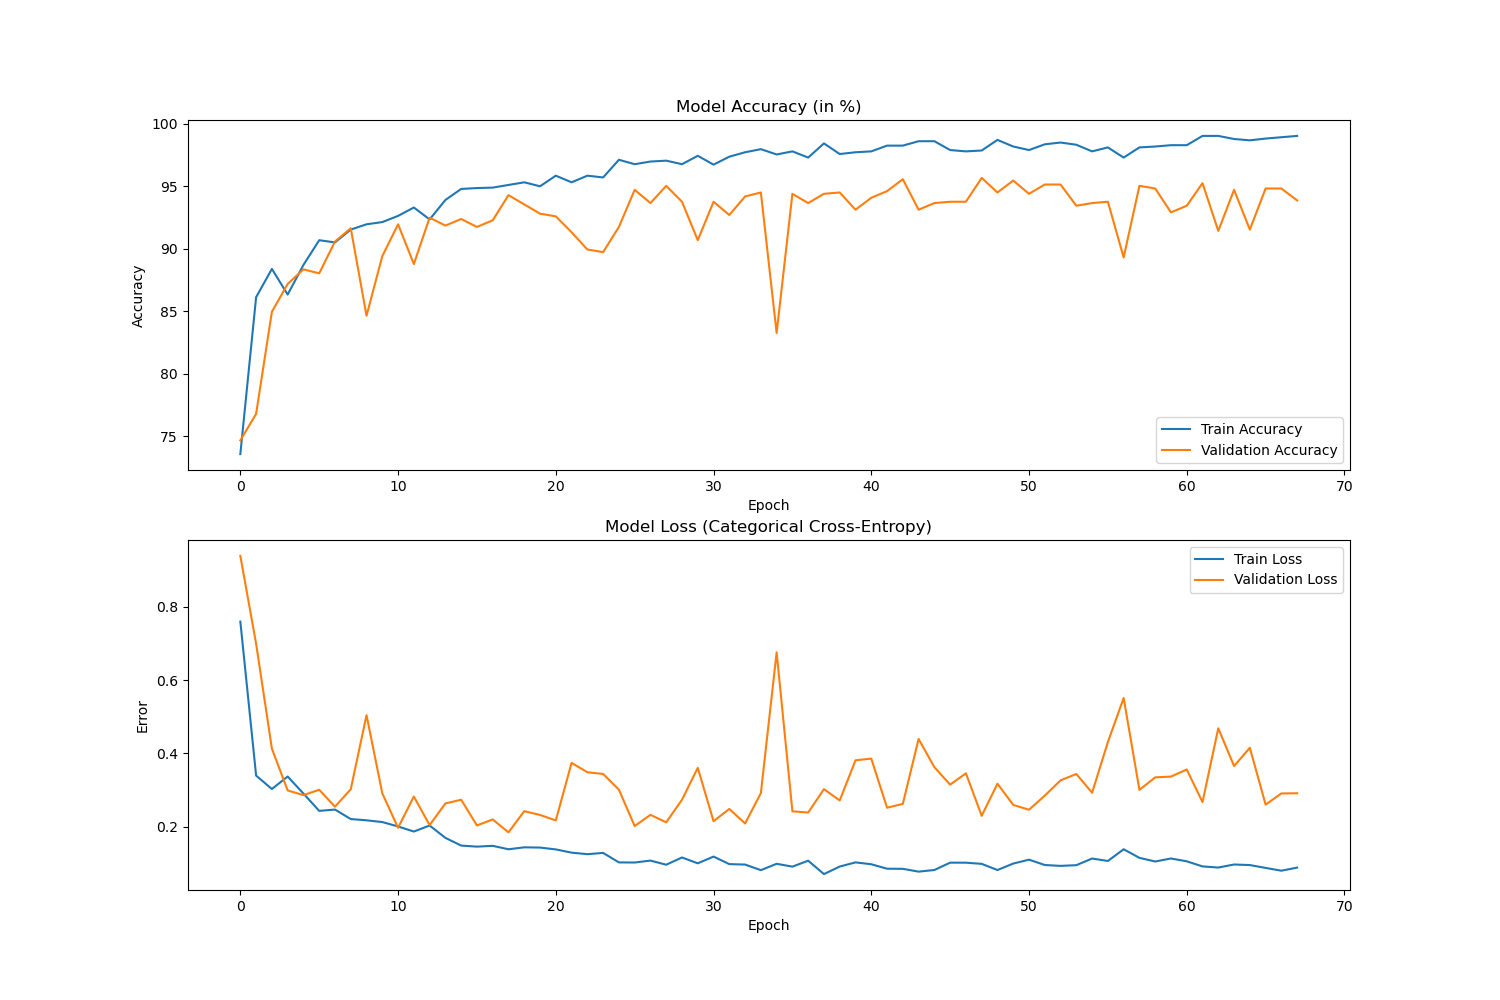 Model Accuracy (in %)
100
95
90
85
80
75
Accuracy
Train Accuracy
Validation Accuracy
0 10 20 30 40 50 60 70
Epoch
Model Loss (Categorical Cross-Entropy)
Train Loss
Validation Loss
0.8
0.6
0.4
0.2
Error
0 10 20 30 40 50 60 70
Epoch